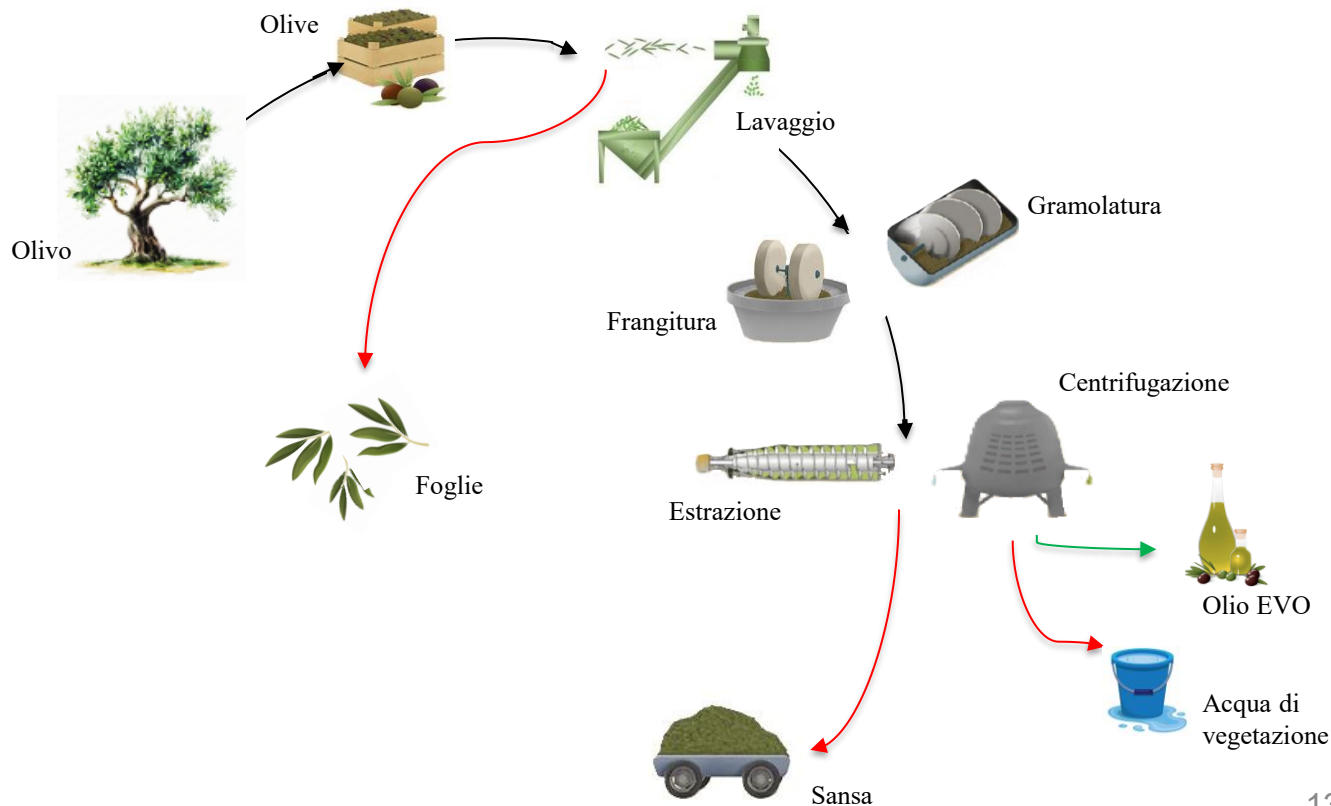 Olive
Lavaggio
Olivo
Gramolatura
Frangitura
Centrifugazione
Foglie
Estrazione
Olio EVO
Acqua di
vegetazione
Sansa